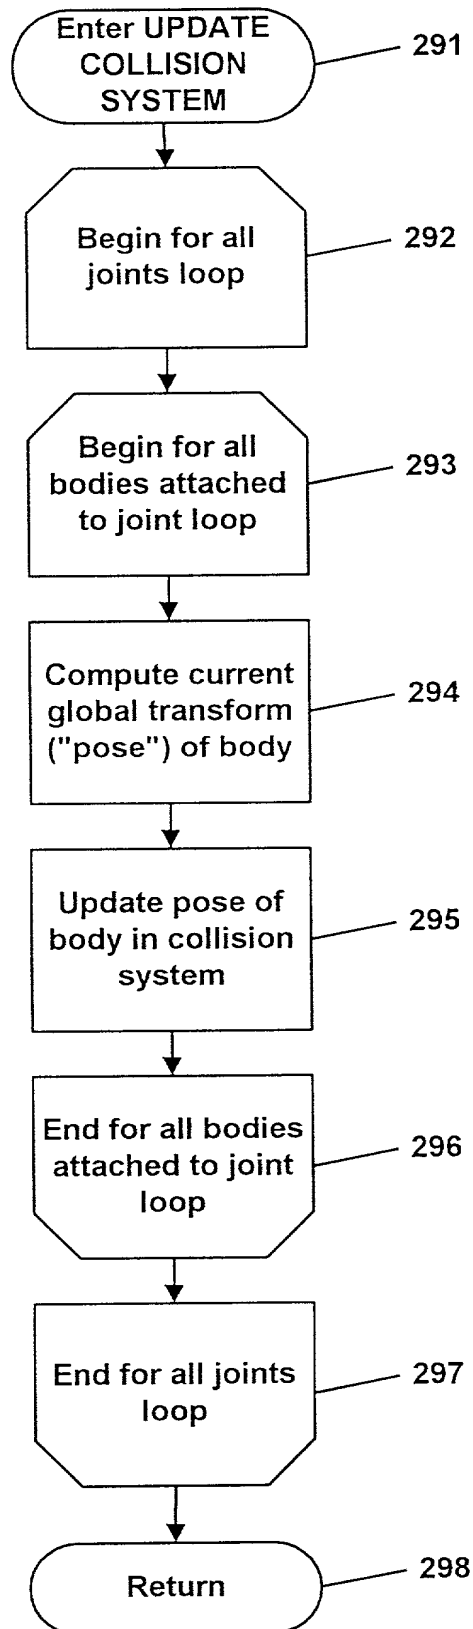 Enter UPDATE
COLLISION
SYSTEM
291
Begin for all
joints loop
292
Begin for all
bodies attached
to joint loop
293
Compute current
global transform
("pose") of body
294
Update pose of
body in collision
system
295
End for all bodies
attached to joint
loop
296
End for all joints
loop
297
Return
298